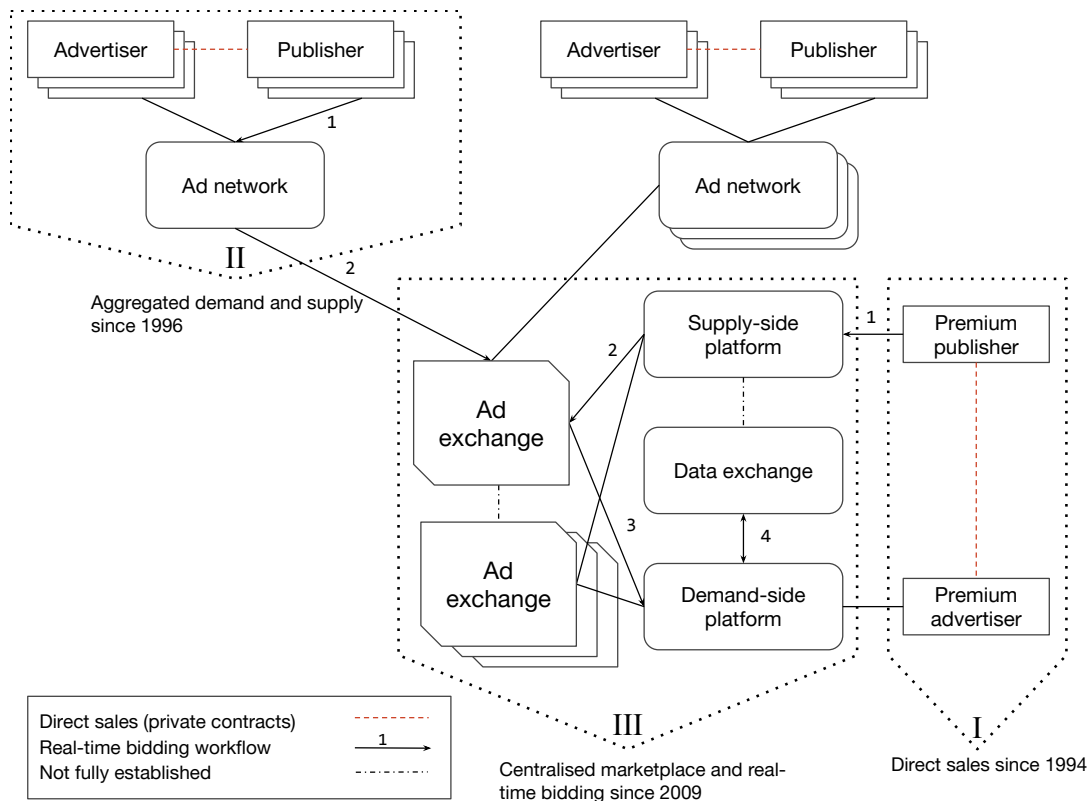 Advertiser
Publisher
Advertiser
Publisher
1
Ad network
Ad network
II
2
Aggregated demand and supply
since 1996
Supply-side
platform
1
Premium
publisher
2
Ad
exchange
Data exchange
3
4
Ad
exchange
Demand-side
platform
Premium
advertiser
Direct sales (private contracts)
Real-time bidding workflow
1
Not fully established
III
Centralised marketplace and real-
time bidding since 2009
I
Direct sales since 1994